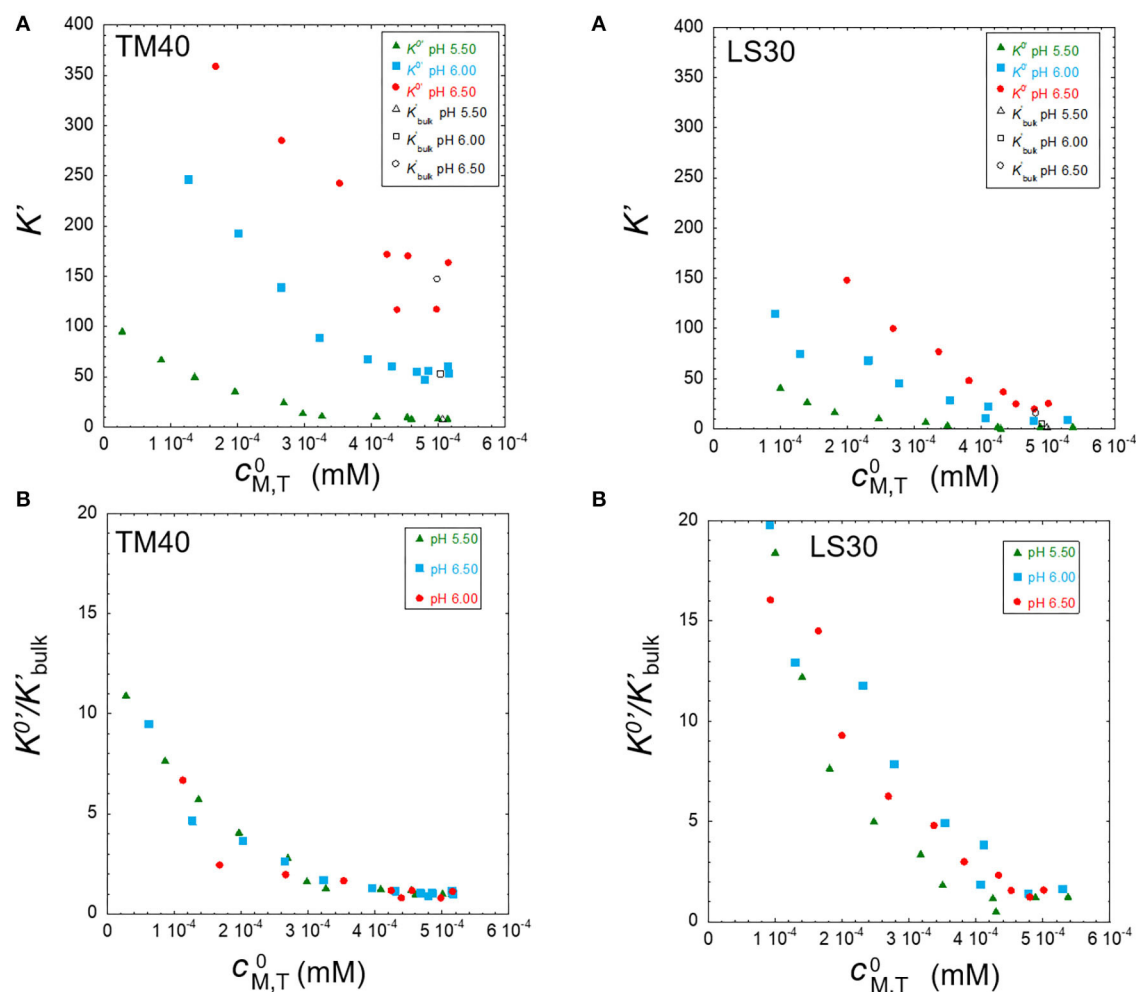 A
TM40
400
350
300
250
200
150
100
50
0
K'
K⁰' pH 5.50
K⁰' pH 6.00
K⁰' pH 6.50
K'bulk pH 5.50
K'bulk pH 6.00
K'bulk pH 6.50
0 1 10⁻⁴ 2 10⁻⁴ 3 10⁻⁴ 4 10⁻⁴ 5 10⁻⁴ 6 10⁻⁴
c⁰M,T (mM)
A
LS30
400
350
300
250
200
150
100
50
0
K'
K⁰' pH 5.50
K⁰' pH 6.00
K⁰' pH 6.50
K'bulk pH 5.50
K'bulk pH 6.00
K'bulk pH 6.50
0 1 10⁻⁴ 2 10⁻⁴ 3 10⁻⁴ 4 10⁻⁴ 5 10⁻⁴ 6 10⁻⁴
c⁰M,T (mM)
B
TM40
20
15
10
5
0
K⁰'/K'bulk
pH 5.50
pH 6.50
pH 6.00
0 1 10⁻⁴ 2 10⁻⁴ 3 10⁻⁴ 4 10⁻⁴ 5 10⁻⁴ 6 10⁻⁴
c⁰M,T (mM)
B
LS30
20
15
10
5
0
K⁰'/K'bulk
pH 5.50
pH 6.00
pH 6.50
0 1 10⁻⁴ 2 10⁻⁴ 3 10⁻⁴ 4 10⁻⁴ 5 10⁻⁴ 6 10⁻⁴
c⁰M,T (mM)